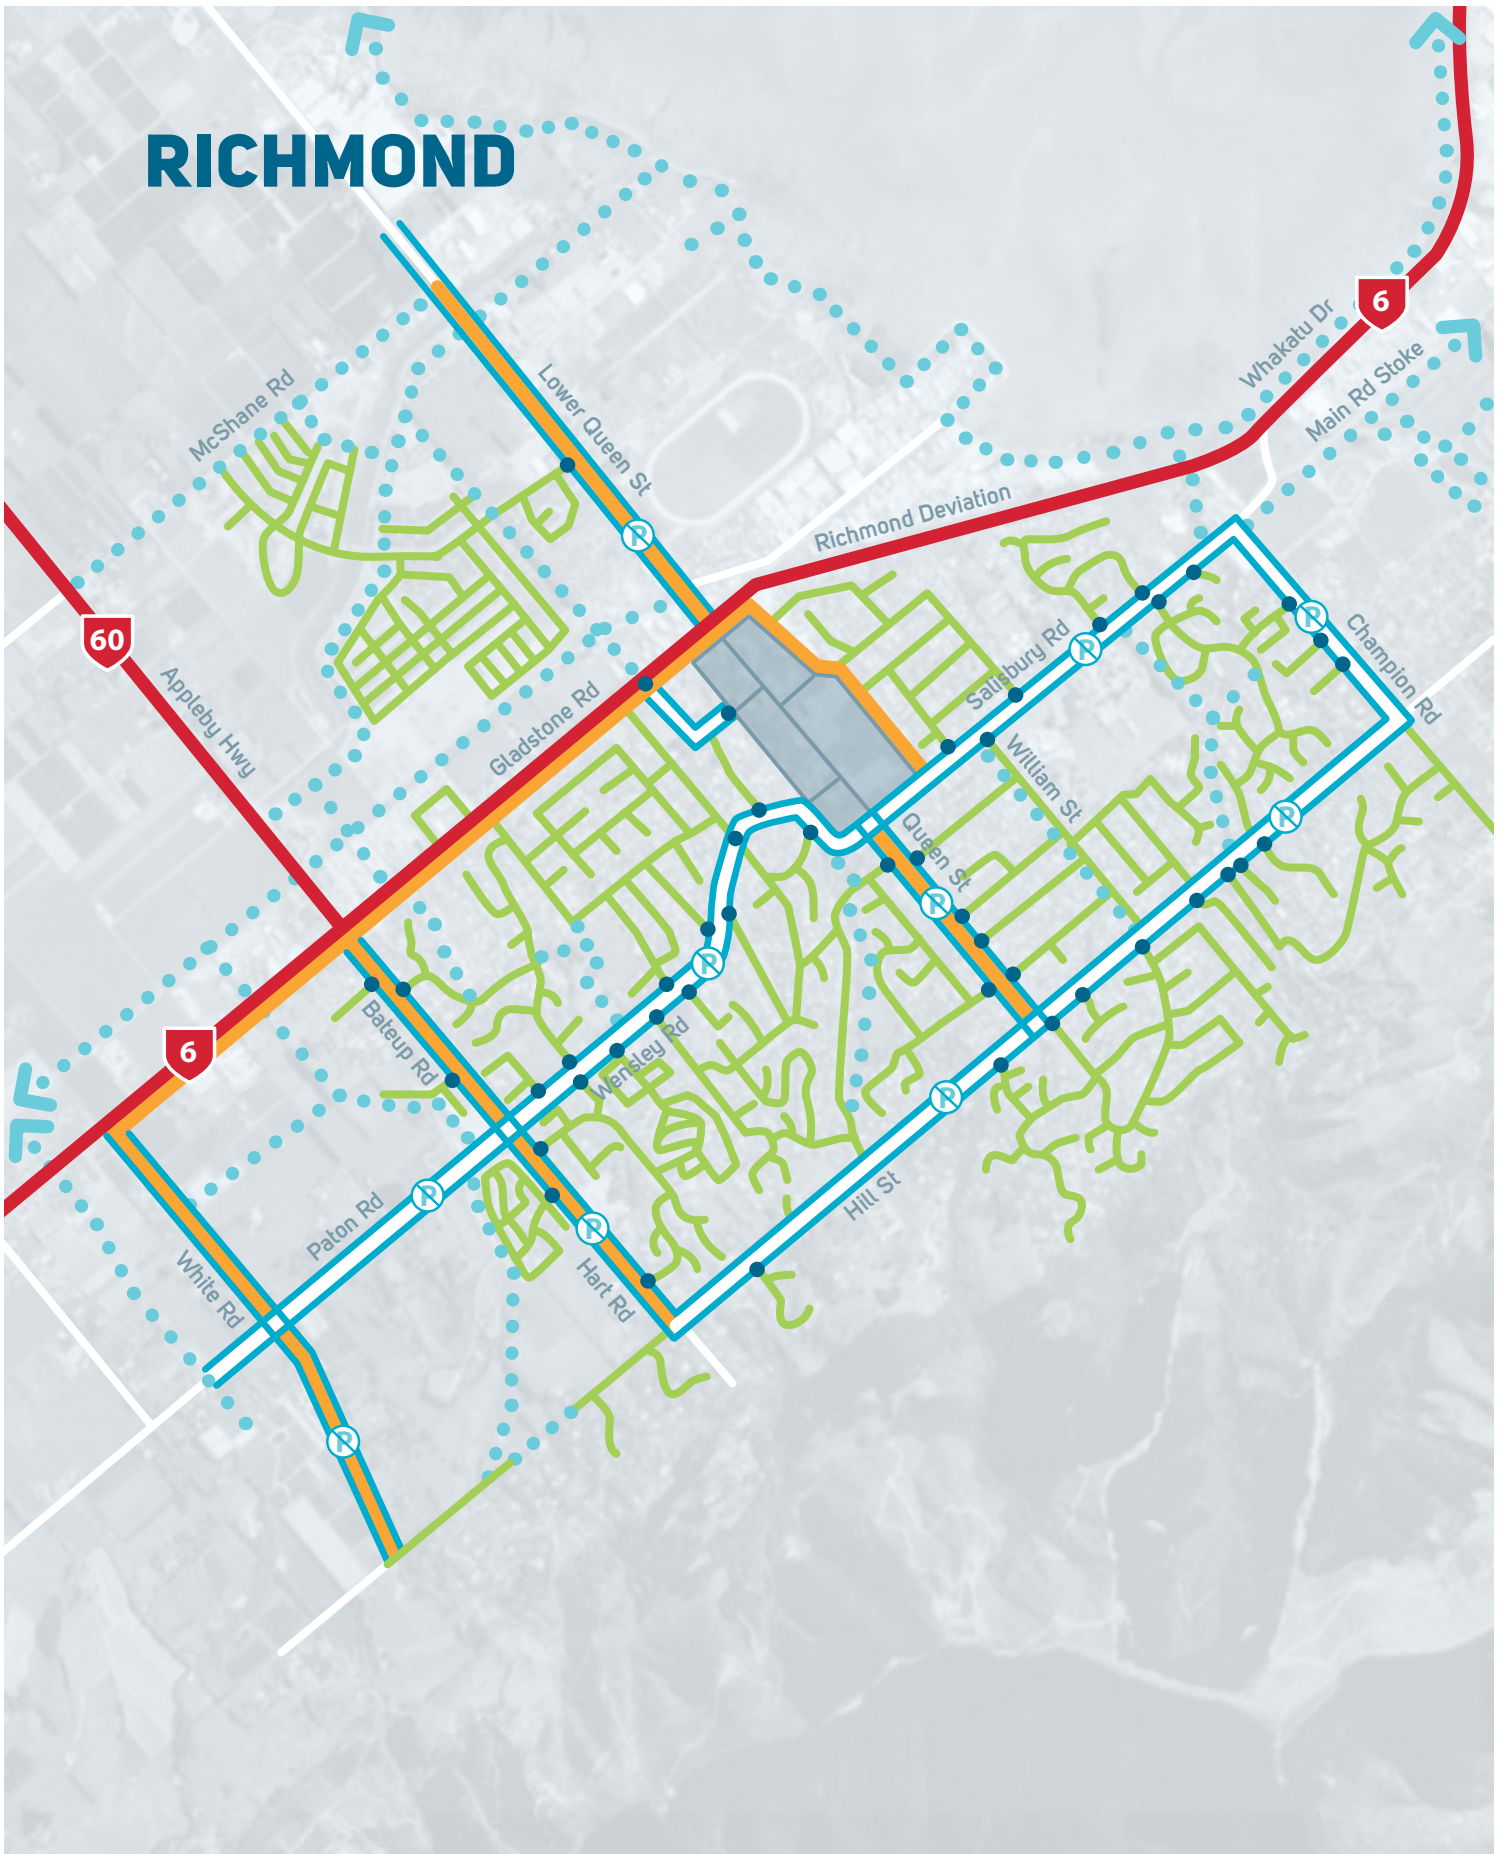 RICHMOND
6
Whakatu Dr
Main Rd Stoke
McShane Rd
Lower Queen St
P
Richmond Deviation
60
Appleby Hwy
Gladstone Rd
Salisbury Rd
P
P
Champion Rd
William St
Queen St
P
P
P
6
Bateup Rd
Wensley Rd
P
Paton Rd
P
Hill St
White Rd
P
Hart Rd
P